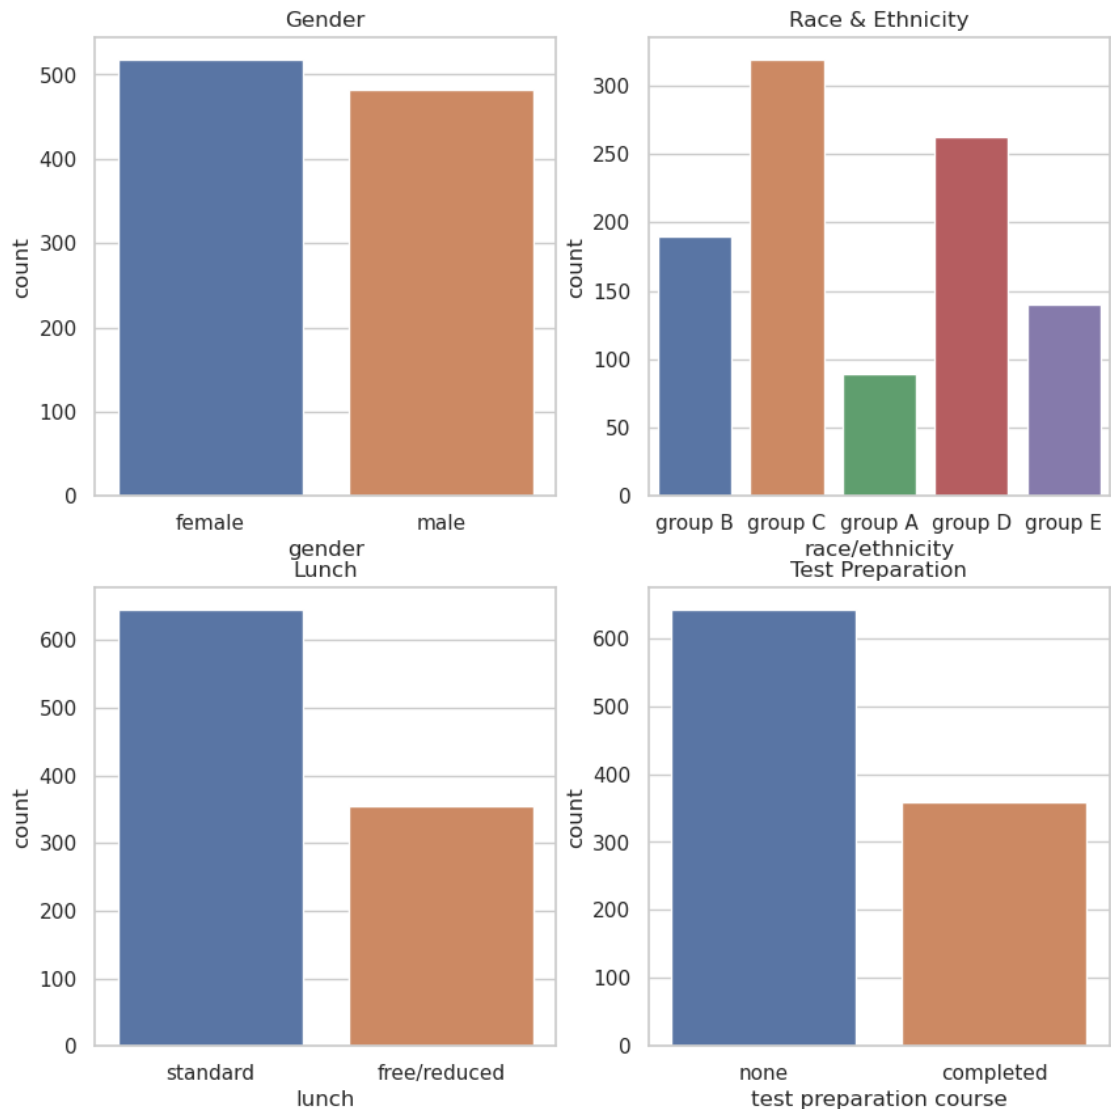 Gender
500
400
300
200
100
0
count
female male
gender
Race & Ethnicity
300
250
200
150
100
50
0
count
group B group C group A group D group E
race/ethnicity
Lunch
600
500
400
300
200
100
0
count
standard free/reduced
lunch
Test Preparation
600
500
400
300
200
100
0
count
none completed
test preparation course